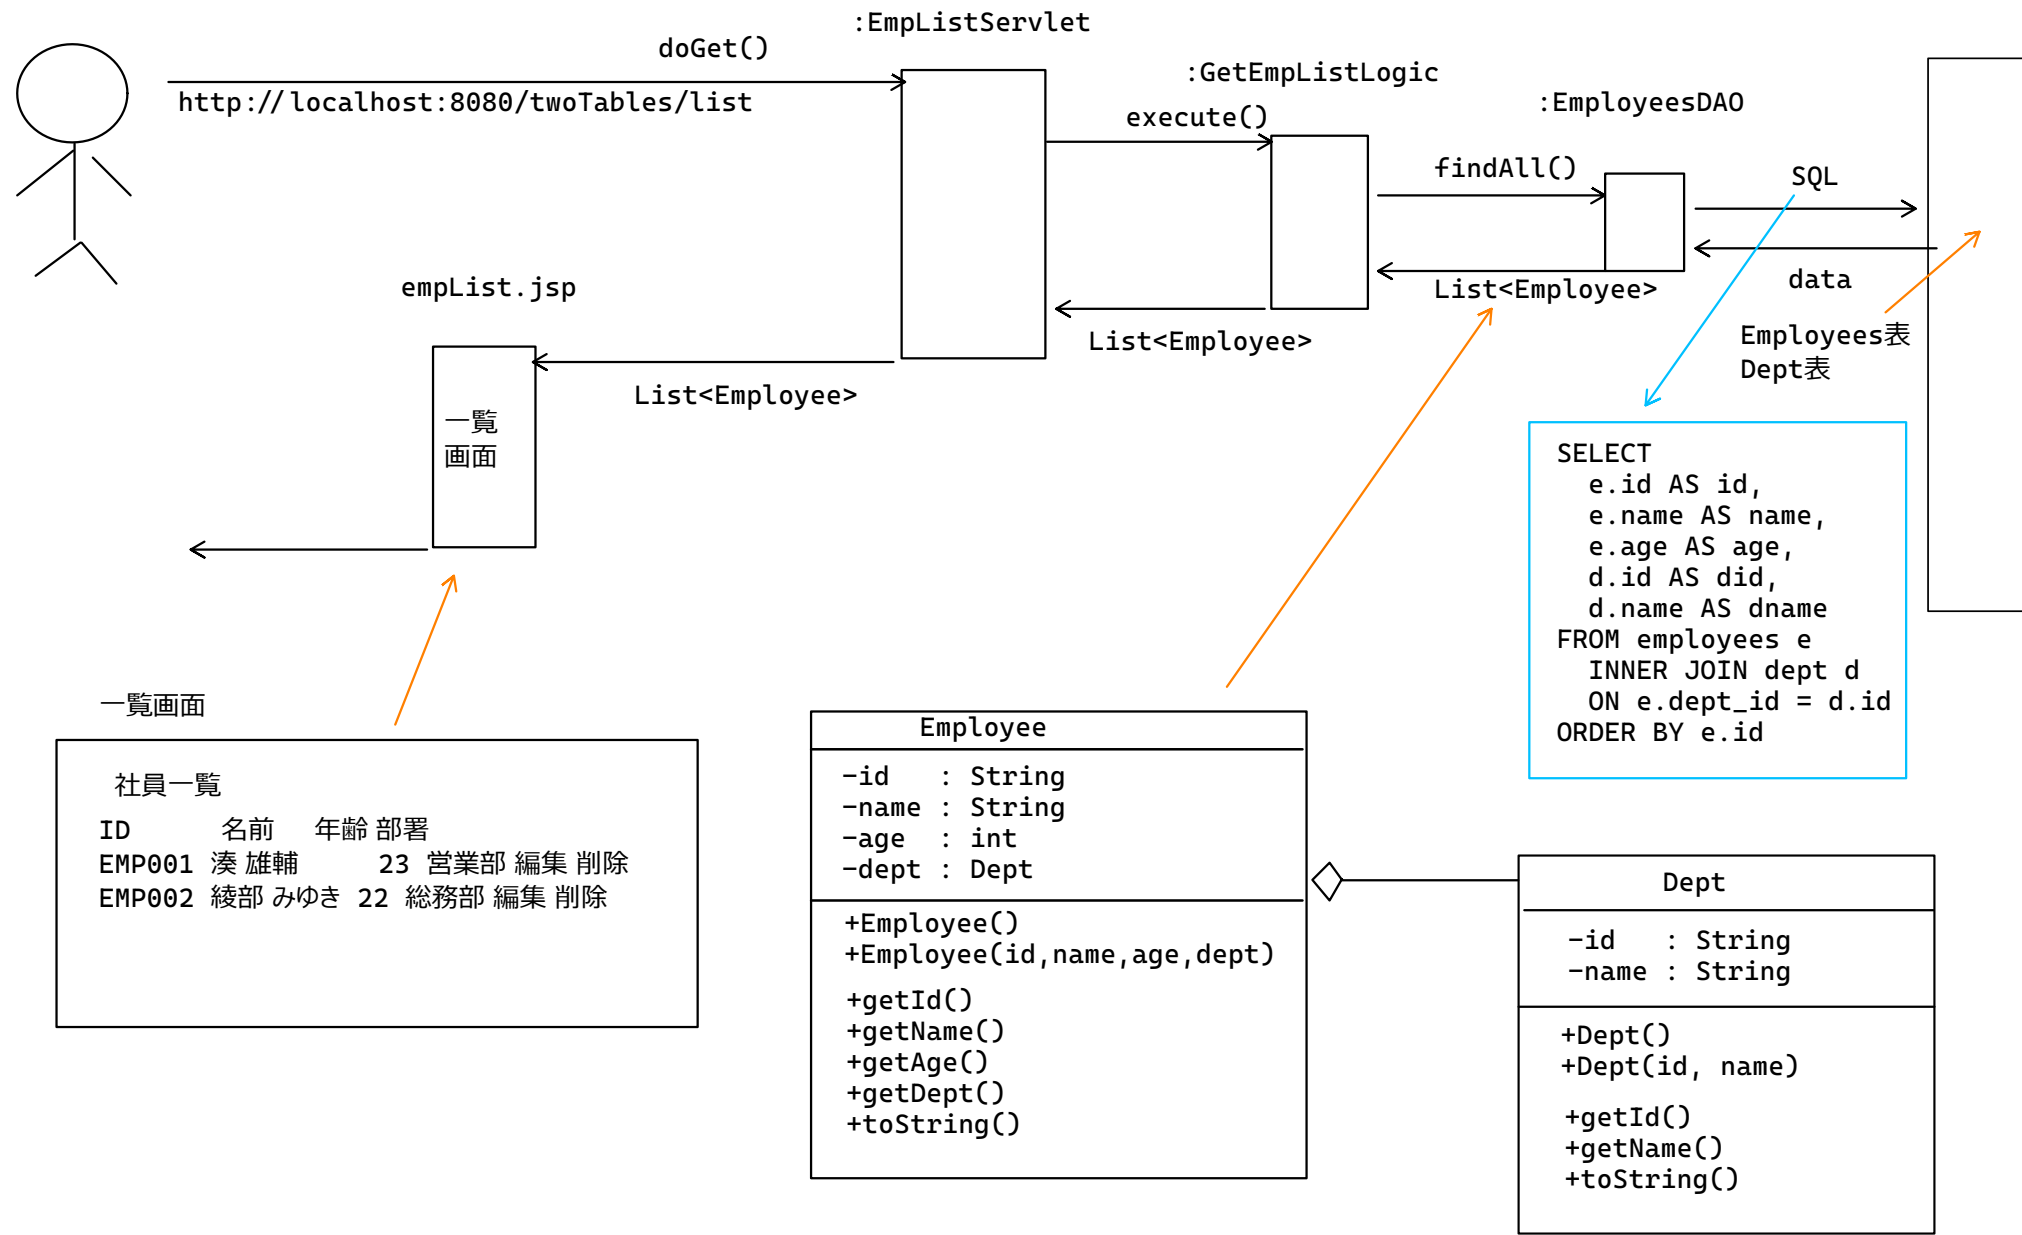 :EmpListServlet
doGet()
http://localhost:8080/twoTables/list
:GetEmpListLogic
execute()
:EmployeesDAO
findAll()
SQL
data
List<Employee>
List<Employee>
List<Employee>
Employees表
Dept表
empList.jsp
一覧
画面
SELECT
  e.id AS id,
  e.name AS name,
  e.age AS age,
  d.id AS did,
  d.name AS dname
FROM employees e
  INNER JOIN dept d
  ON e.dept_id = d.id
ORDER BY e.id
一覧画面
社員一覧
ID 名前 年齢 部署
EMP001 湊 雄輔 23 営業部 編集 削除
EMP002 綾部 みゆき 22 総務部 編集 削除
Employee
-id   : String
-name : String
-age  : int
-dept : Dept
+Employee()
+Employee(id,name,age,dept)
+getId()
+getName()
+getAge()
+getDept()
+toString()
Dept
-id   : String
-name : String
+Dept()
+Dept(id, name)
+getId()
+getName()
+toString()